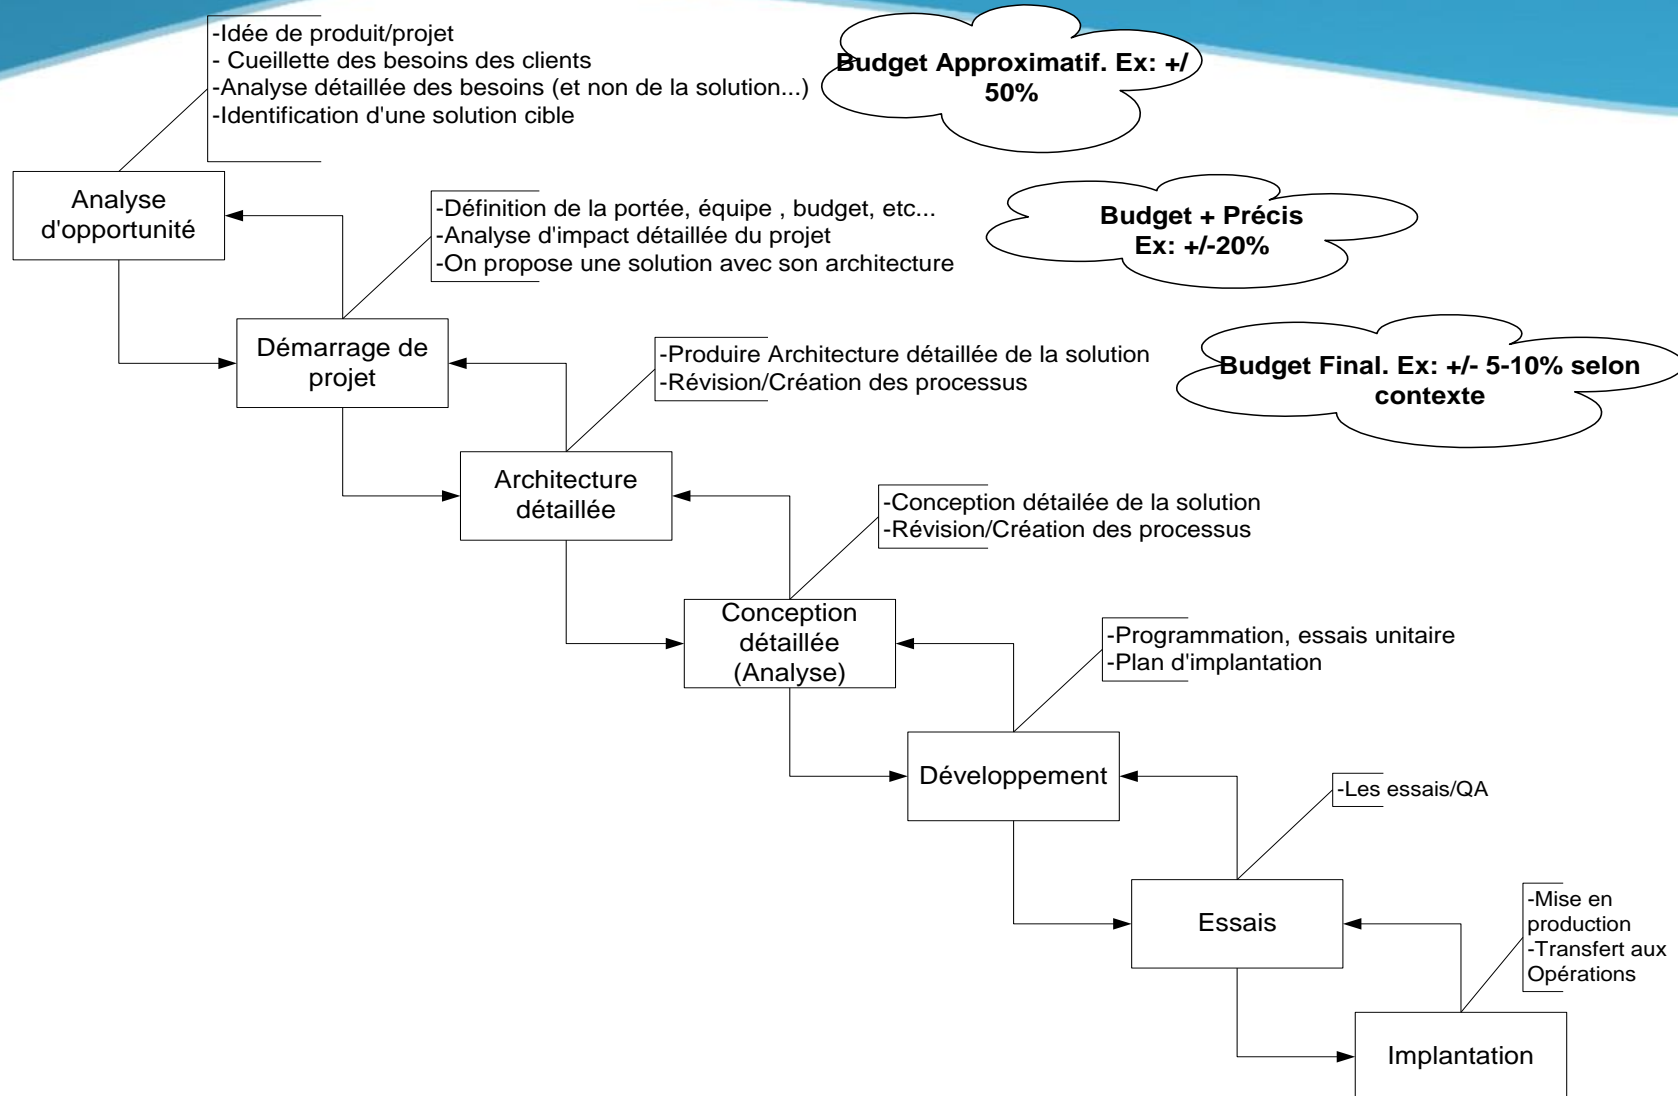 -Idée de produit/projet
- Cueillette des besoins des clients
-Analyse détaillée des besoins (et non de la solution...)
-Identification d'une solution cible
Budget Approximatif. Ex: +/
50%
Analyse
d'opportunité
-Définition de la portée, équipe , budget, etc...
-Analyse d'impact détaillée du projet
-On propose une solution avec son architecture
Budget + Précis
Ex: +/-20%
Démarrage de
projet
-Produire Architecture détaillée de la solution
-Révision/Création des processus
Budget Final. Ex: +/- 5-10% selon
contexte
Architecture
détaillée
-Conception détailée de la solution
-Révision/Création des processus
Conception
détaillée
(Analyse)
-Programmation, essais unitaire
-Plan d'implantation
Développement
-Les essais/QA
Essais
-Mise en
production
-Transfert aux
Opérations
Implantation